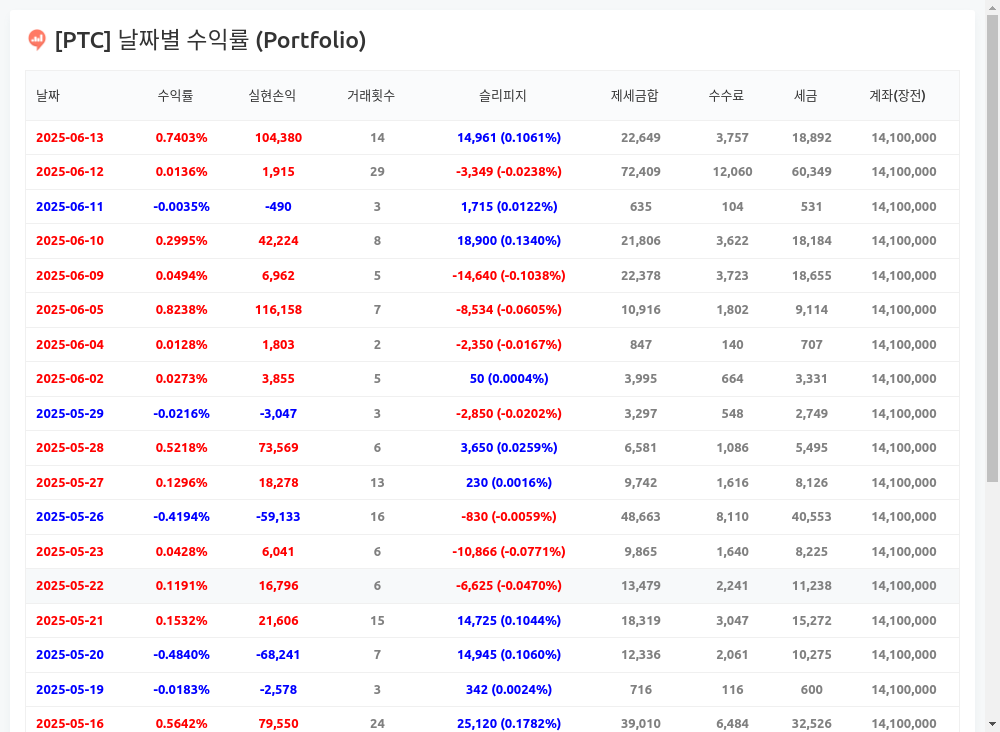 [PTC] 날짜별 수익률 (Portfolio)
날짜 수익률 실현손익 거래횟수 슬리피지 제세금합 수수료 세금 계좌(장전)
2025-06-13 0.7403% 104,380 14 14,961 (0.1061%) 22,649 3,757 18,892 14,100,000
2025-06-12 0.0136% 1,915 29 -3,349 (-0.0238%) 72,409 12,060 60,349 14,100,000
2025-06-11 -0.0035% -490 3 1,715 (0.0122%) 635 104 531 14,100,000
2025-06-10 0.2995% 42,224 8 18,900 (0.1340%) 21,806 3,622 18,184 14,100,000
2025-06-09 0.0494% 6,962 5 -14,640 (-0.1038%) 22,378 3,723 18,655 14,100,000
2025-06-05 0.8238% 116,158 7 -8,534 (-0.0605%) 10,916 1,802 9,114 14,100,000
2025-06-04 0.0128% 1,803 2 -2,350 (-0.0167%) 847 140 707 14,100,000
2025-06-02 0.0273% 3,855 5 50 (0.0004%) 3,995 664 3,331 14,100,000
2025-05-29 -0.0216% -3,047 3 -2,850 (-0.0202%) 3,297 548 2,749 14,100,000
2025-05-28 0.5218% 73,569 6 3,650 (0.0259%) 6,581 1,086 5,495 14,100,000
2025-05-27 0.1296% 18,278 13 230 (0.0016%) 9,742 1,616 8,126 14,100,000
2025-05-26 -0.4194% -59,133 16 -830 (-0.0059%) 48,663 8,110 40,553 14,100,000
2025-05-23 0.0428% 6,041 6 -10,866 (-0.0771%) 9,865 1,640 8,225 14,100,000
2025-05-22 0.1191% 16,796 6 -6,625 (-0.0470%) 13,479 2,241 11,238 14,100,000
2025-05-21 0.1532% 21,606 15 14,725 (0.1044%) 18,319 3,047 15,272 14,100,000
2025-05-20 -0.4840% -68,241 7 14,945 (0.1060%) 12,336 2,061 10,275 14,100,000
2025-05-19 -0.0183% -2,578 3 342 (0.0024%) 716 116 600 14,100,000
2025-05-16 0.5642% 79,550 24 25,120 (0.1782%) 39,010 6,484 32,526 14,100,000